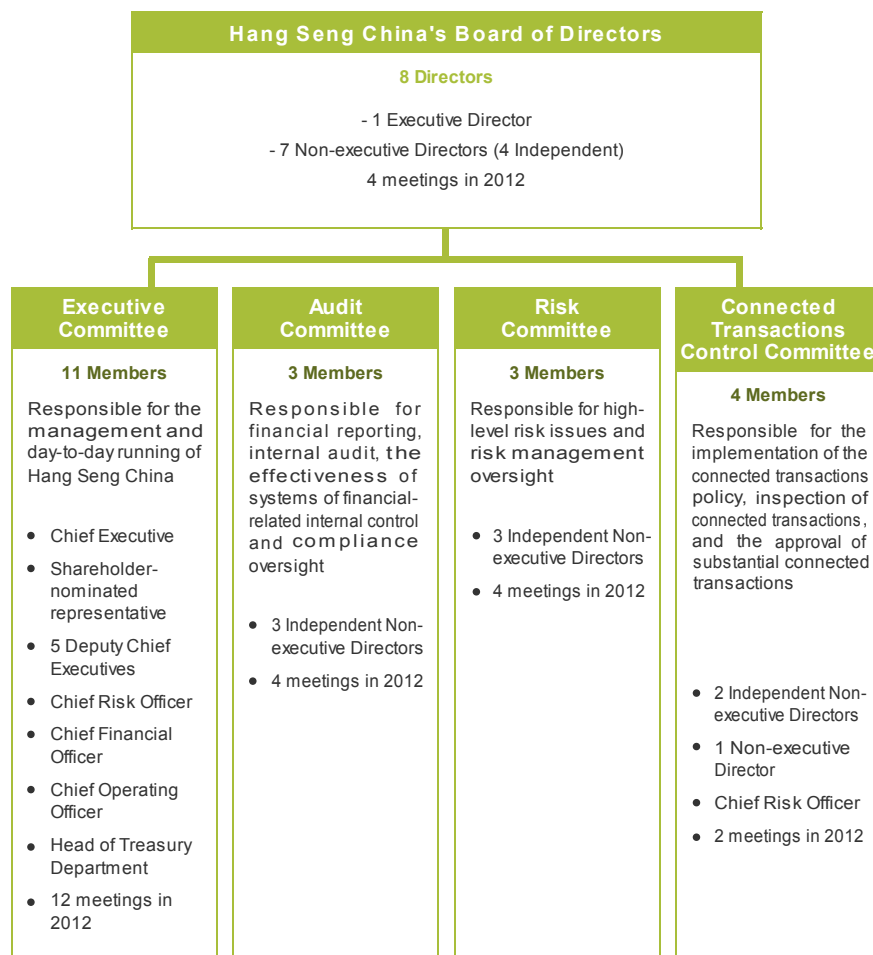 Hang Seng China's Board of Directors
8 Directors
- 1 Executive Director
- 7 Non-executive Directors (4 Independent)
4 meetings in 2012
Executive
Committee
11 Members
Responsible for the
management and
day-to-day running of
Hang Seng China
• Chief Executive
• Shareholder-
nominated
representative
• 5 Deputy Chief
Executives
• Chief Risk Officer
• Chief Financial
Officer
• Chief Operating
Officer
• Head of Treasury
Department
• 12 meetings in
2012
Audit
Committee
3 Members
Responsible for
financial reporting,
internal audit, the
effectiveness of
systems of financial-
related internal control
and compliance
oversight
• 3 Independent Non-
executive Directors
• 4 meetings in 2012
Risk
Committee
3 Members
Responsible for high-
level risk issues and
risk management
oversight
• 3 Independent Non-
executive Directors
• 4 meetings in 2012
Connected
Transactions
Control Committee
4 Members
Responsible for the
implementation of the
connected transactions
policy, inspection of
connected transactions,
and the approval of
substantial connected
transactions
• 2 Independent Non-
executive Directors
• 1 Non-executive
Director
• Chief Risk Officer
• 2 meetings in 2012